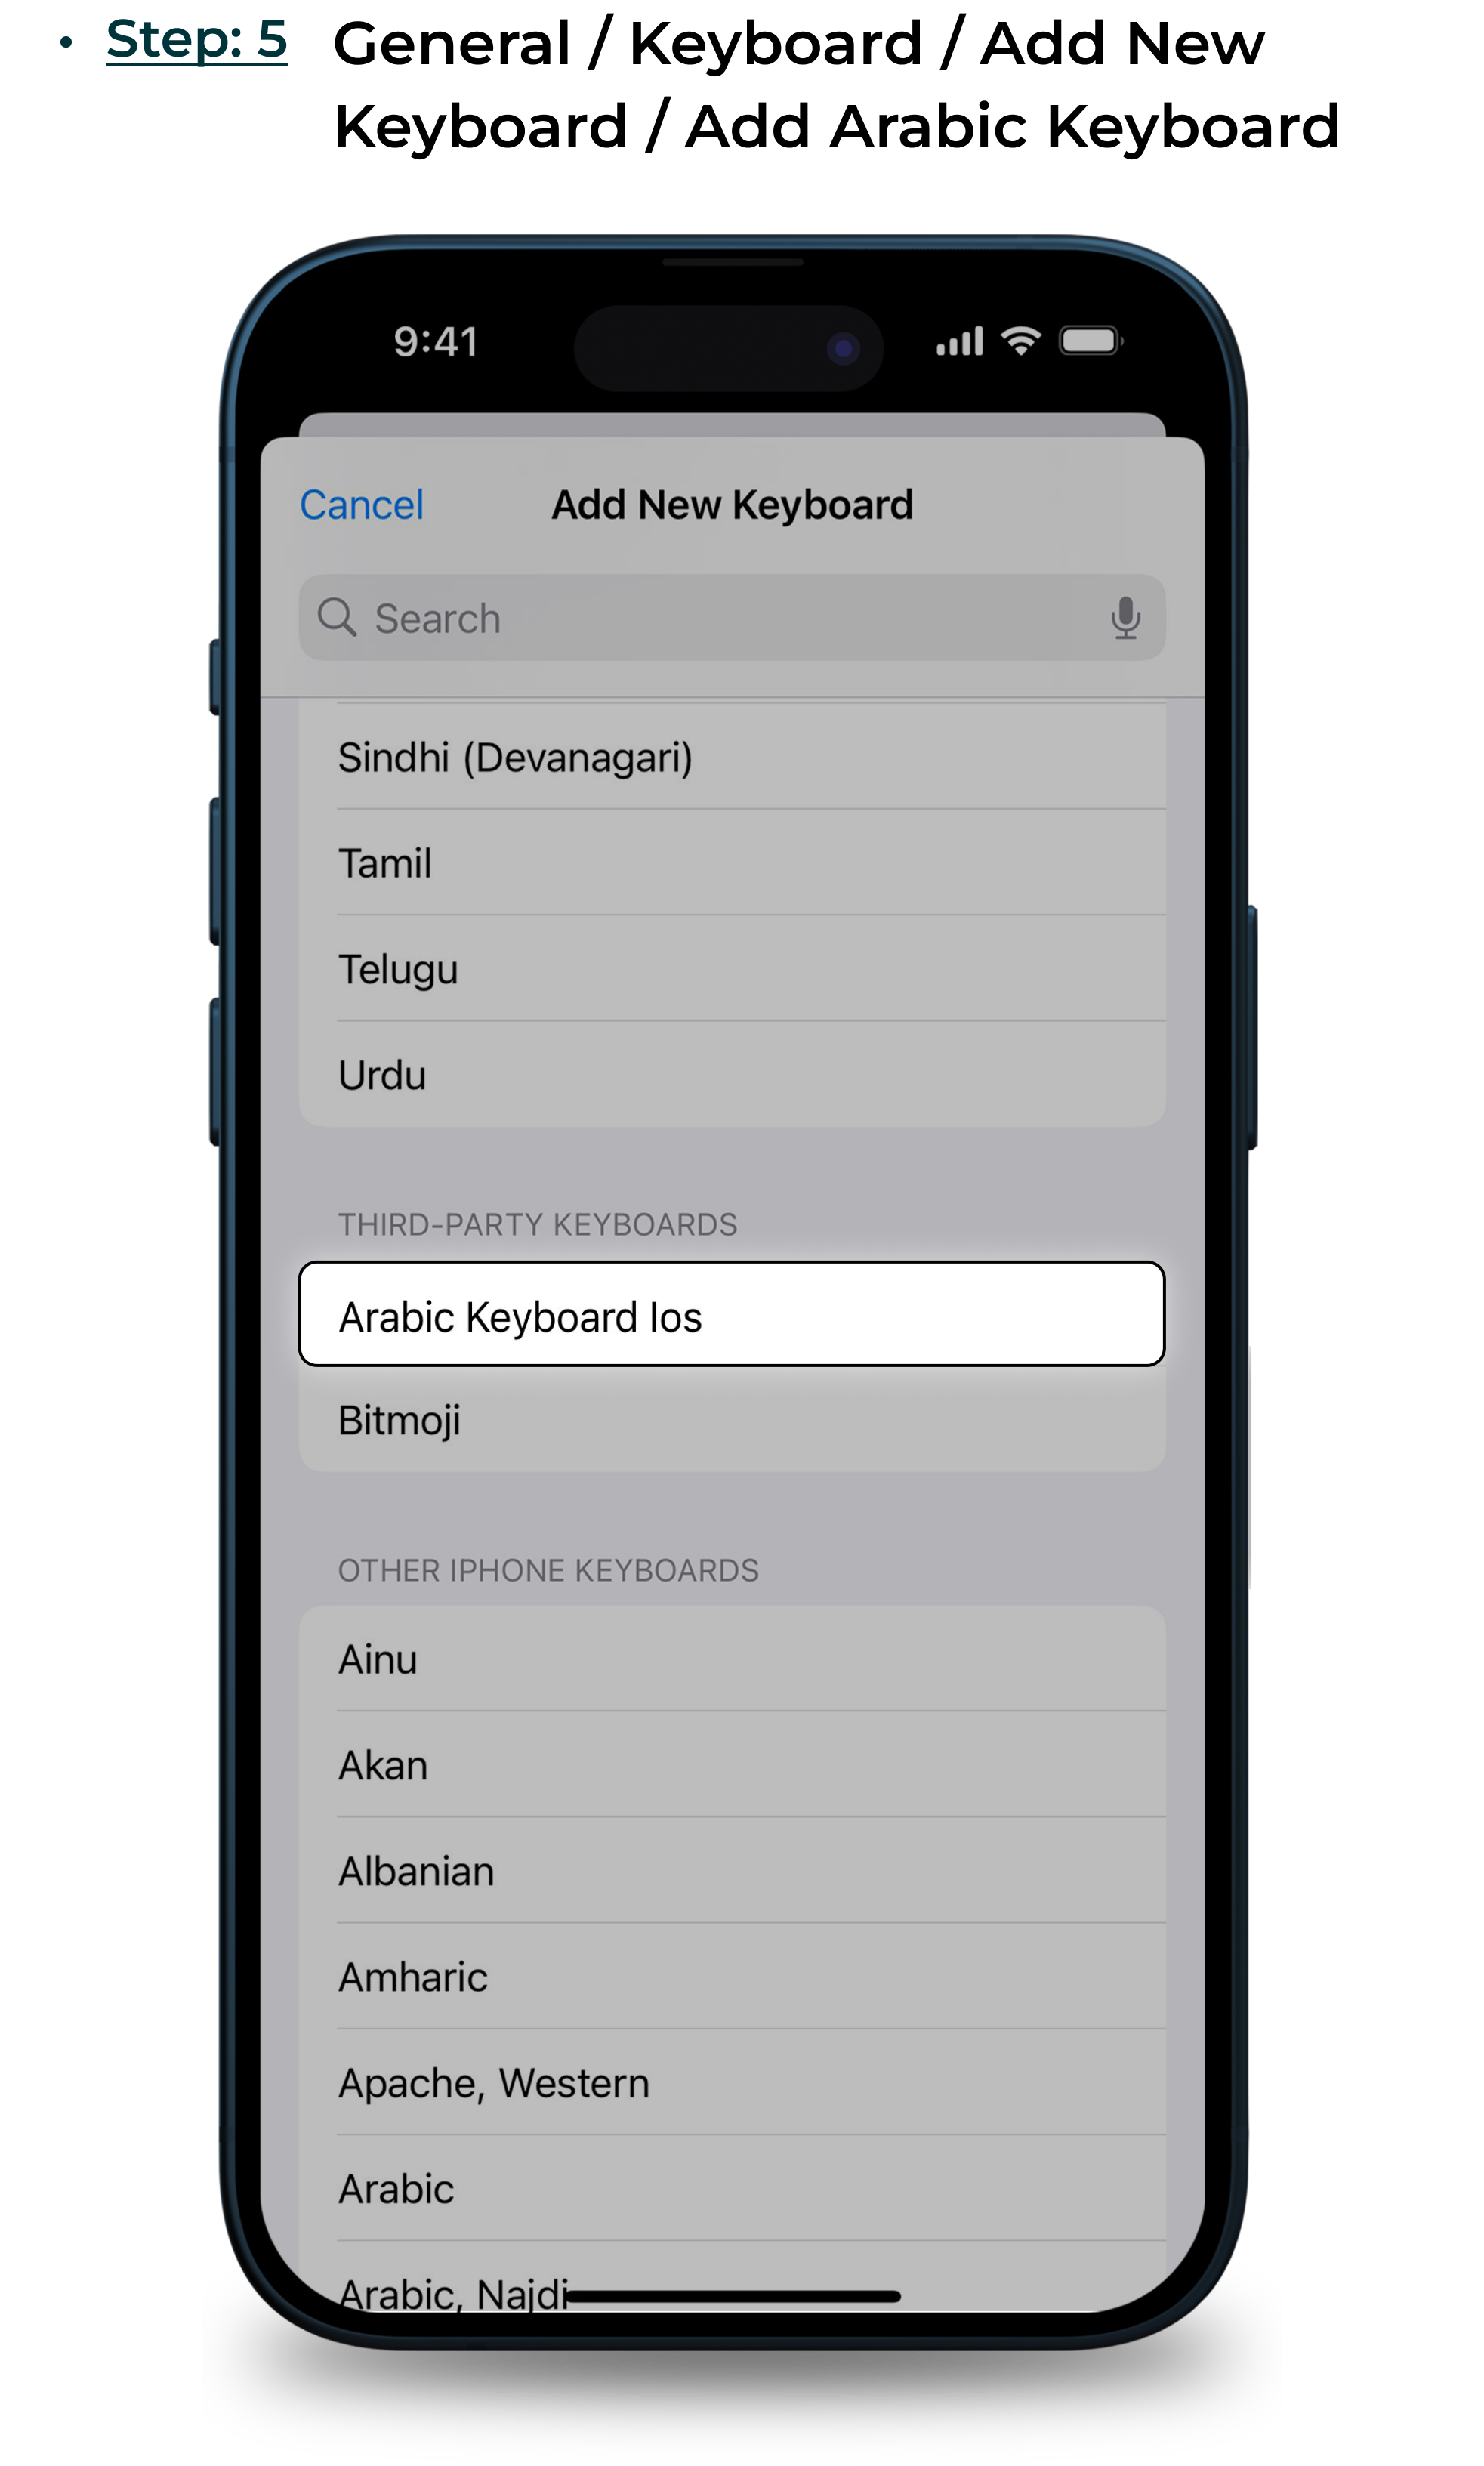 • Step: 5 General / Keyboard / Add New
Keyboard / Add Arabic Keyboard
9:41
Cancel Add New Keyboard
Search
Sindhi (Devanagari)
Tamil
Telugu
Urdu
THIRD-PARTY KEYBOARDS
Arabic Keyboard Ios
Bitmoji
OTHER IPHONE KEYBOARDS
Ainu
Akan
Albanian
Amharic
Apache, Western
Arabic
Arabic, Najdi